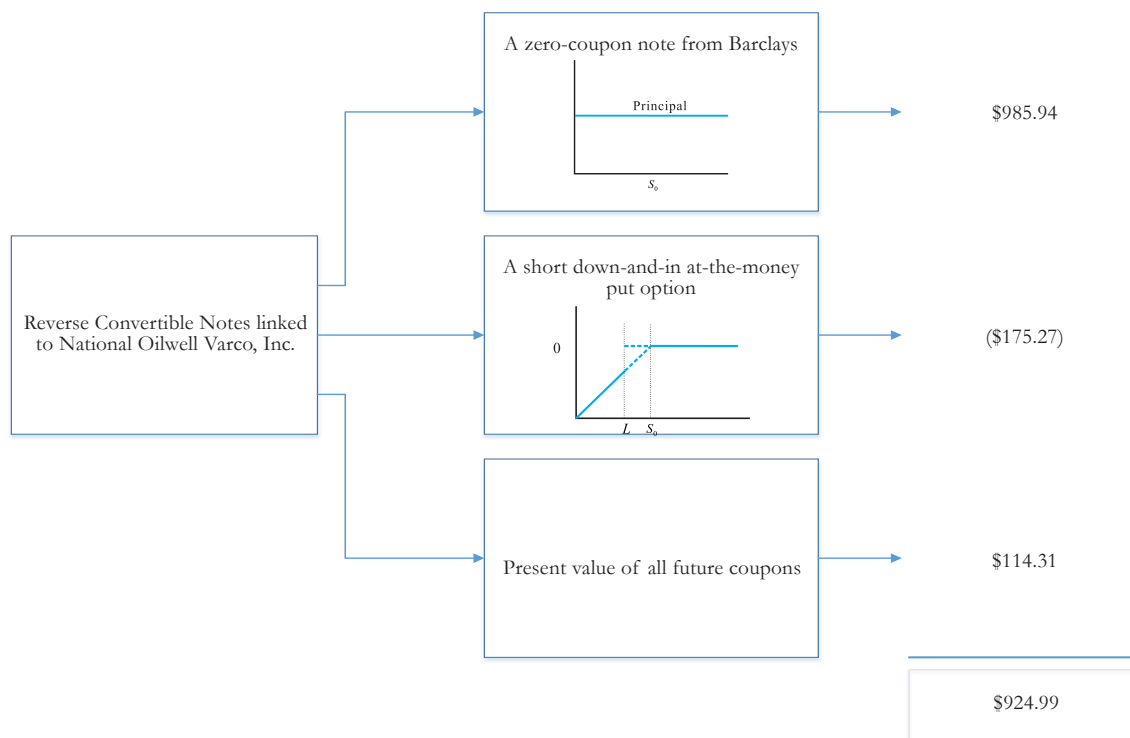 A zero-coupon note from Barclays
Principal
S₀
$985.94
Reverse Convertible Notes linked
to National Oilwell Varco, Inc.
A short down-and-in at-the-money
put option
0
L S₀
($175.27)
Present value of all future coupons
$114.31
$924.99